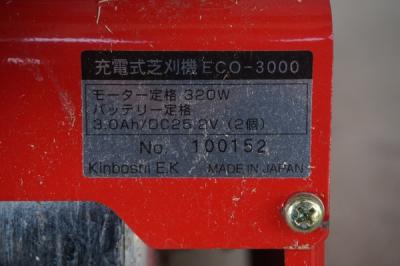 充電式芝刈機 ECO-3000
モーター定格 320W
バッテリー定格
3.0Ah/DC25.2V (2個)
No. 100152
Kinboshi E.K MADE IN JAPAN